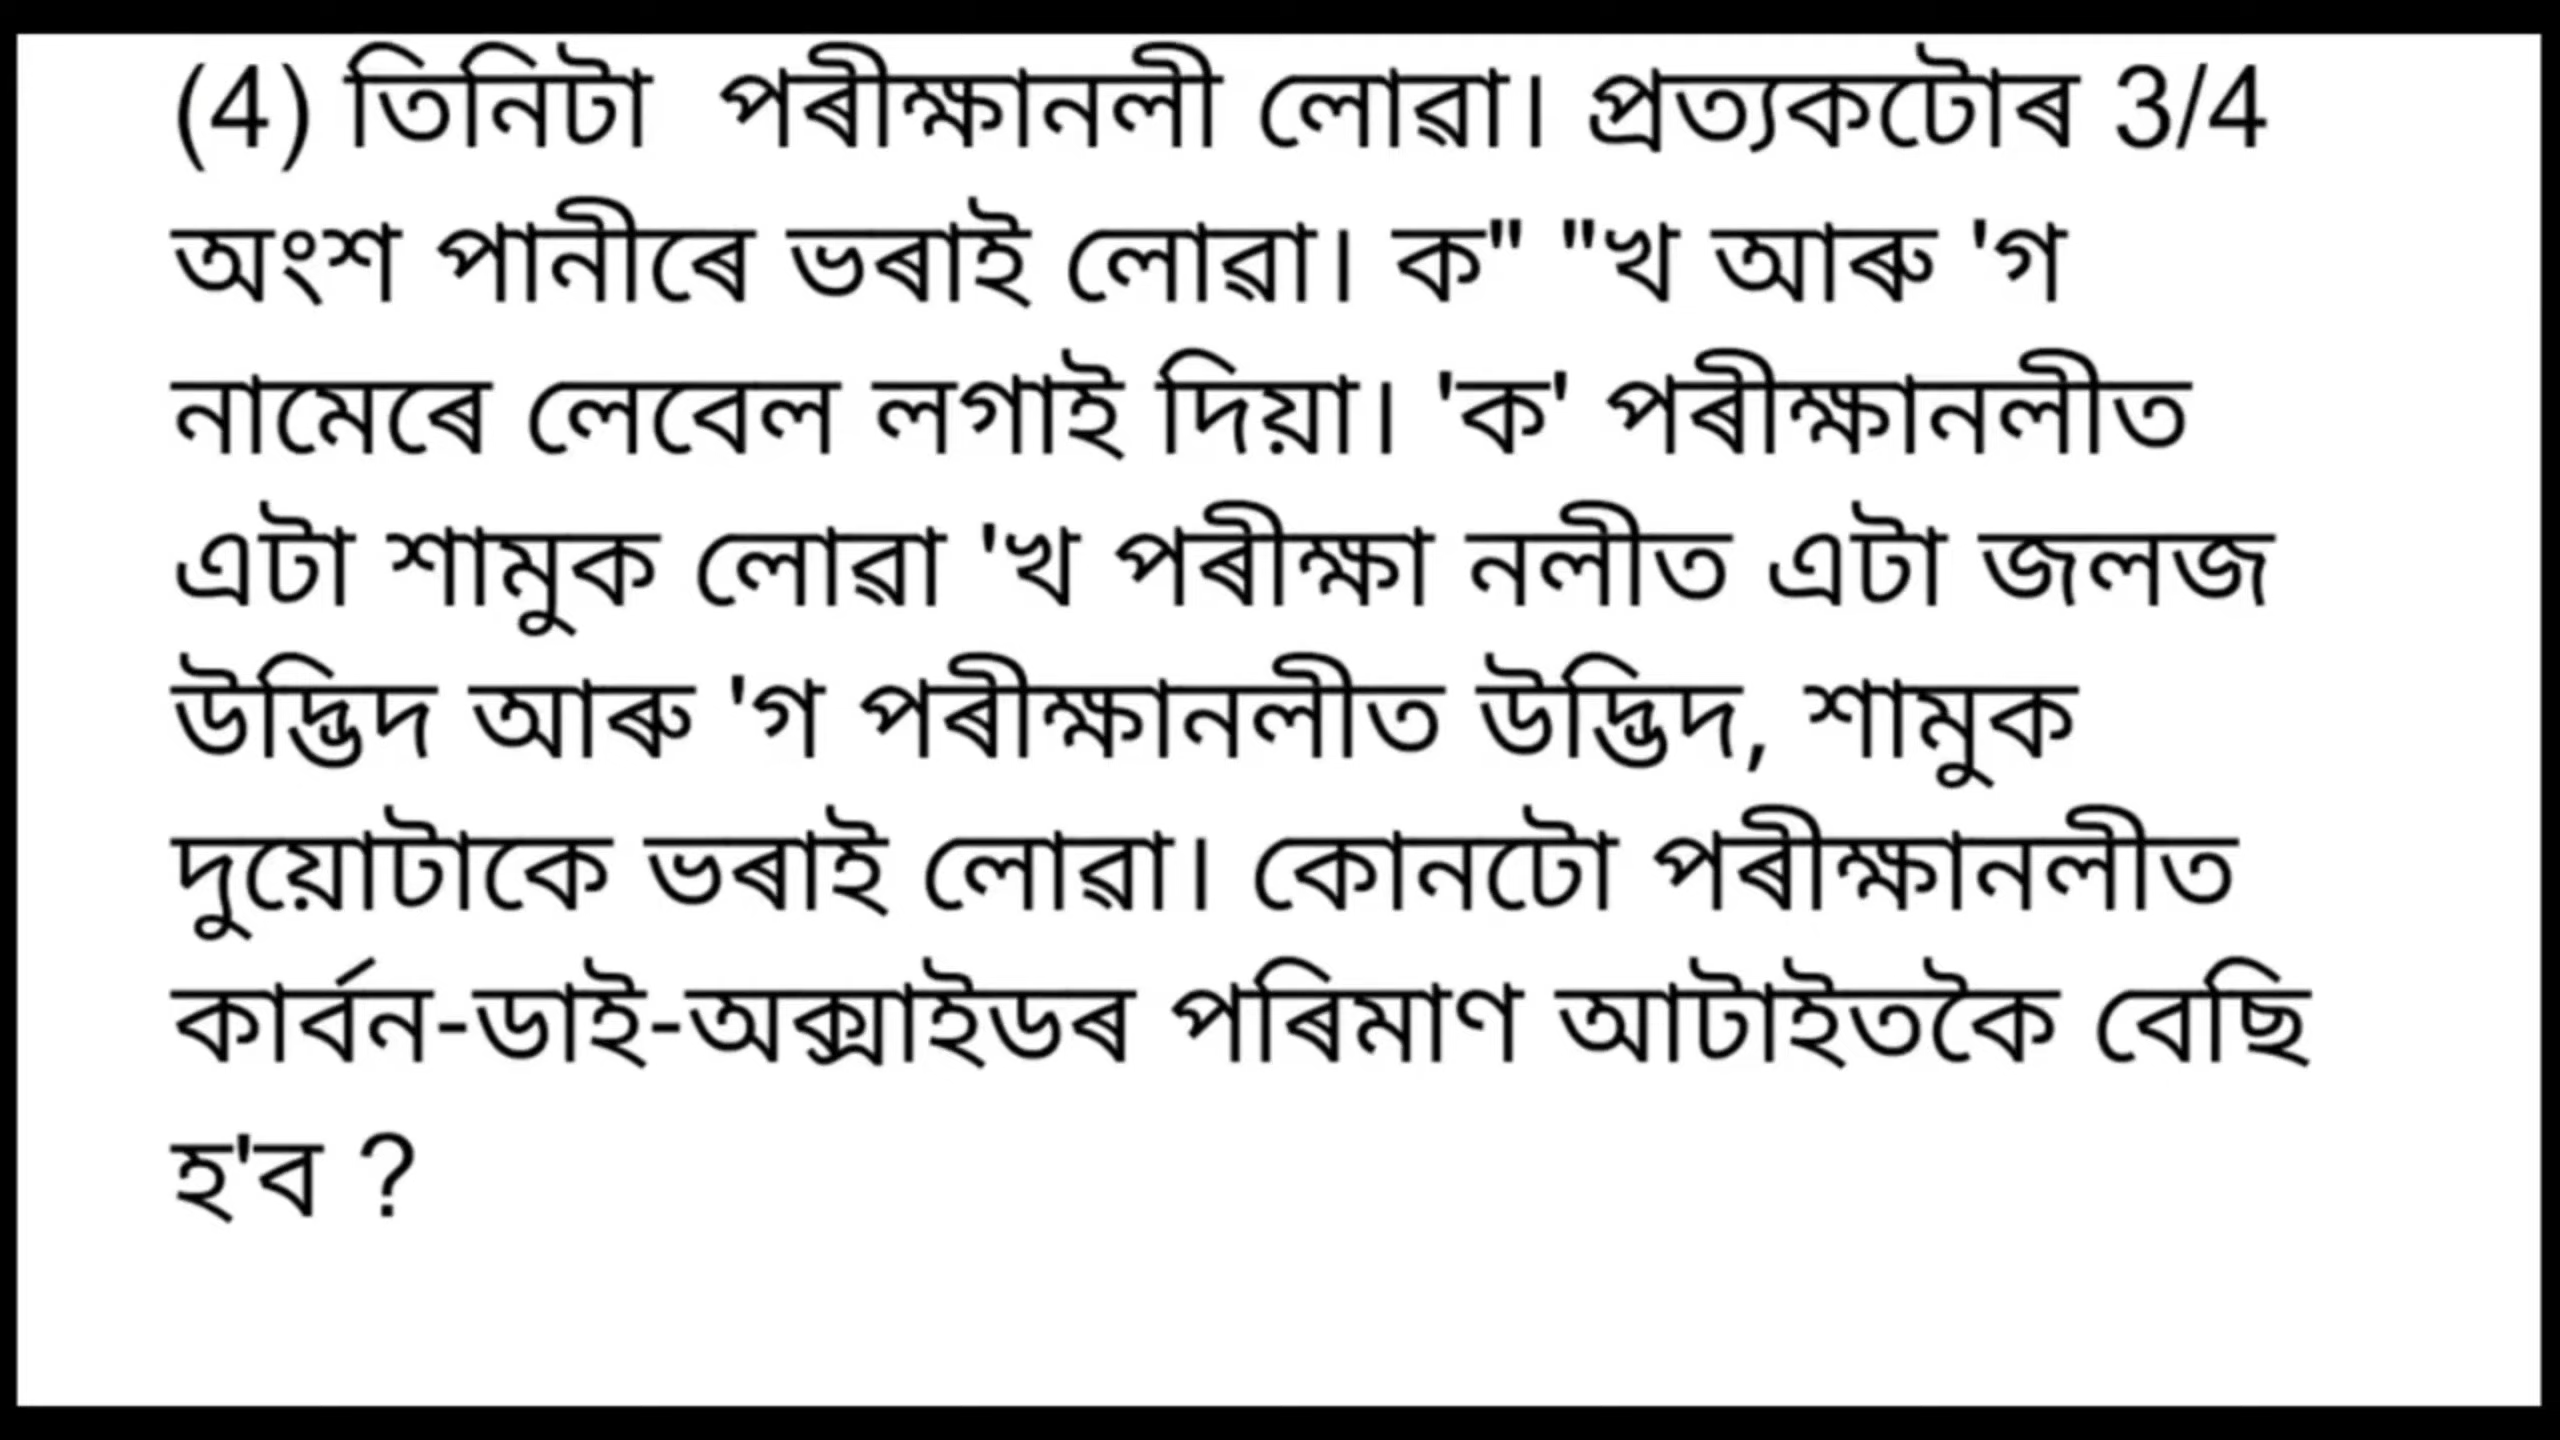 (4) তিনিটা পৰীক্ষানলী লোৱা। প্ৰত্যকটোৰ 3/4
অংশ পানীৰে ভৰাই লোৱা। ক" "খ আৰু 'গ
নামেৰে লেবেল লগাই দিয়া। 'ক' পৰীক্ষানলীত
এটা শামুক লোৱা 'খ পৰীক্ষা নলীত এটা জলজ
উদ্ভিদ আৰু 'গ পৰীক্ষানলীত উদ্ভিদ, শামুক
দুয়োটাকে ভৰাই লোৱা। কোনটো পৰীক্ষানলীত
কাৰ্বন-ডাই-অক্সাইডৰ পৰিমাণ আটাইতকৈ বেছি
হ'ব ?